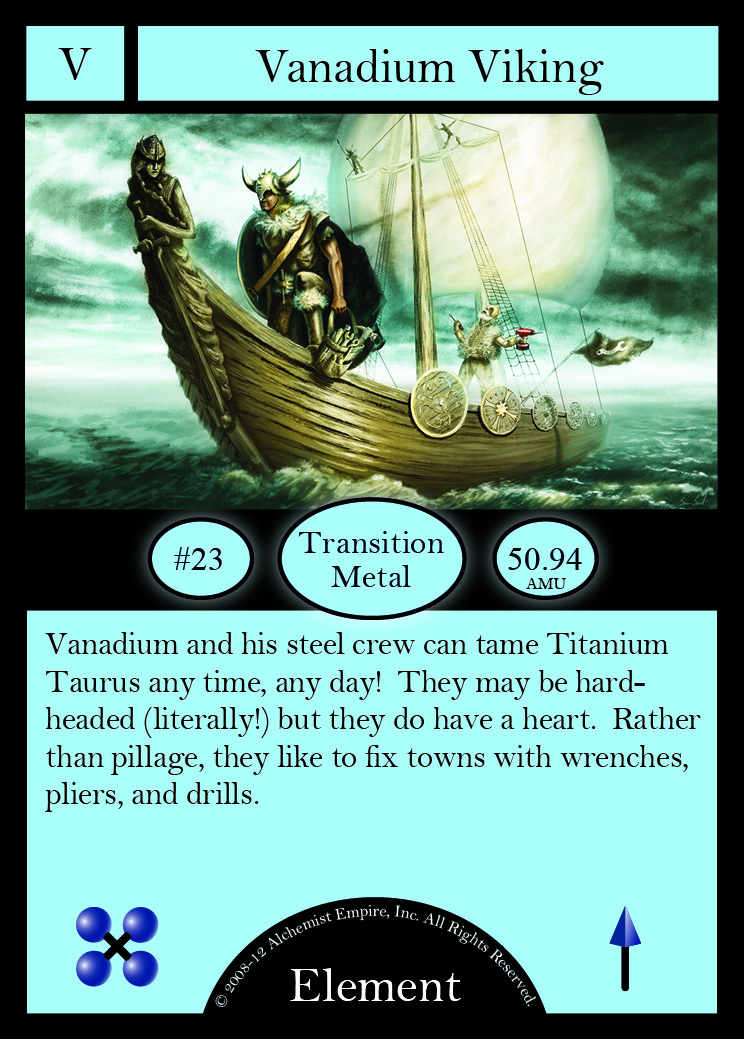 V
Vanadium Viking
#23
Transition
Metal
50.94
AMU
Vanadium and his steel crew can tame Titanium
Taurus any time, any day!  They may be hard-
headed (literally!) but they do have a heart.  Rather
than pillage, they like to fix towns with wrenches,
pliers, and drills.
© 2008-12 Alchemist Empire, Inc. All Rights Reserved.
Element